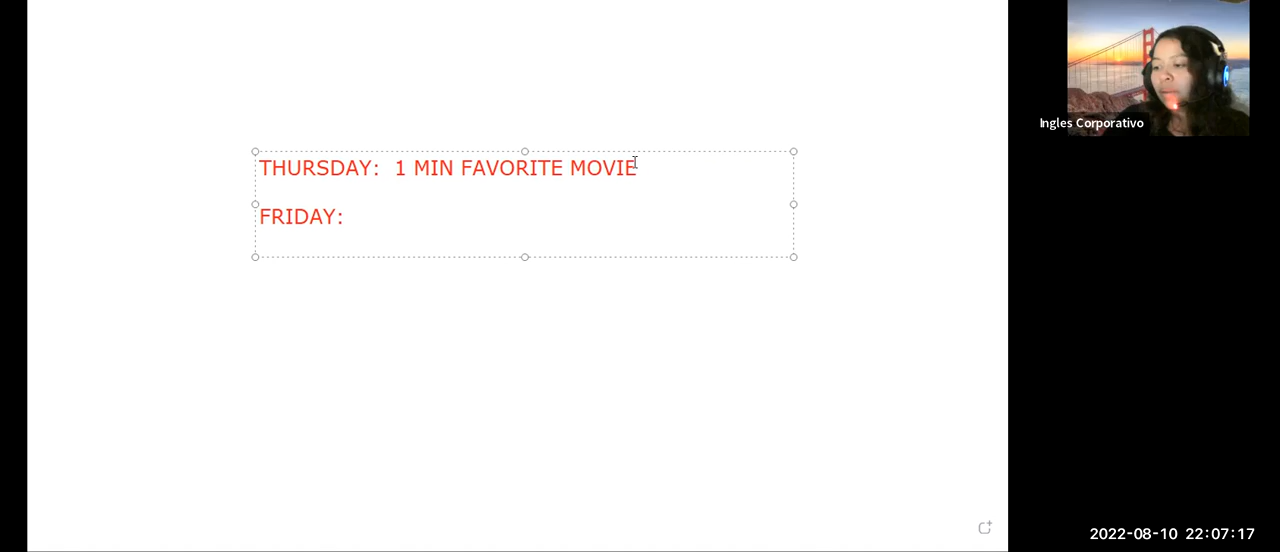 THURSDAY:  1 MIN FAVORITE MOVIE
FRIDAY:
Ingles Corporativo
2022-08-10 22:07:17